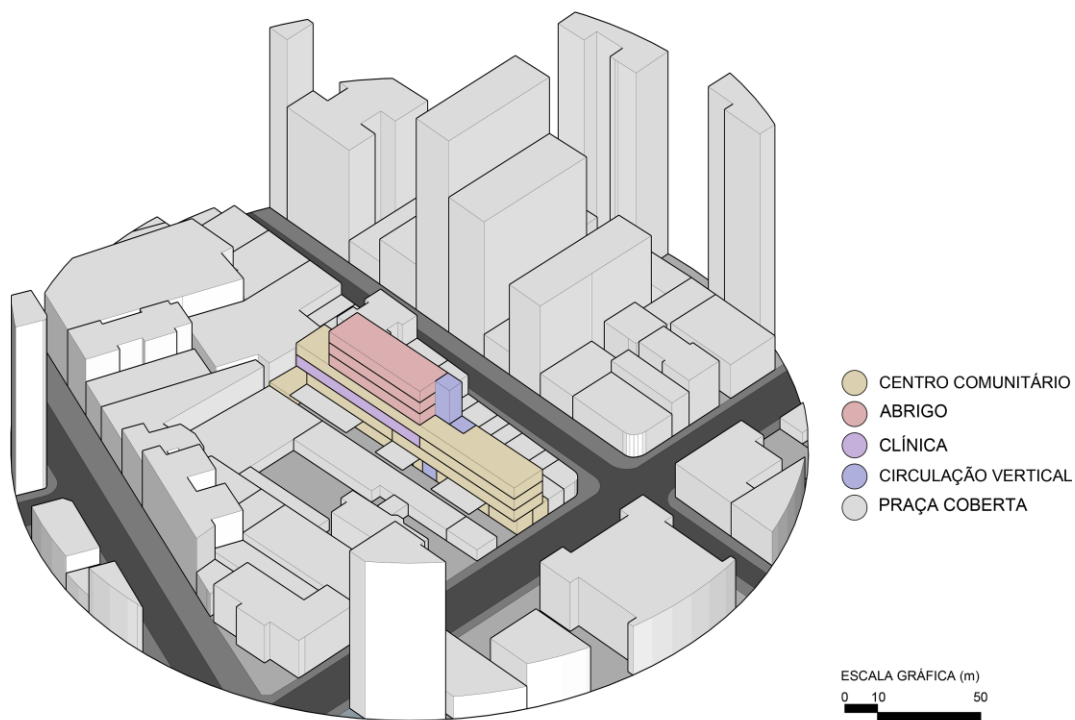 CENTRO COMUNITÁRIO
ABRIGO
CLÍNICA
CIRCULAÇÃO VERTICAL
PRAÇA COBERTA
ESCALA GRÁFICA (m)
0 10 50